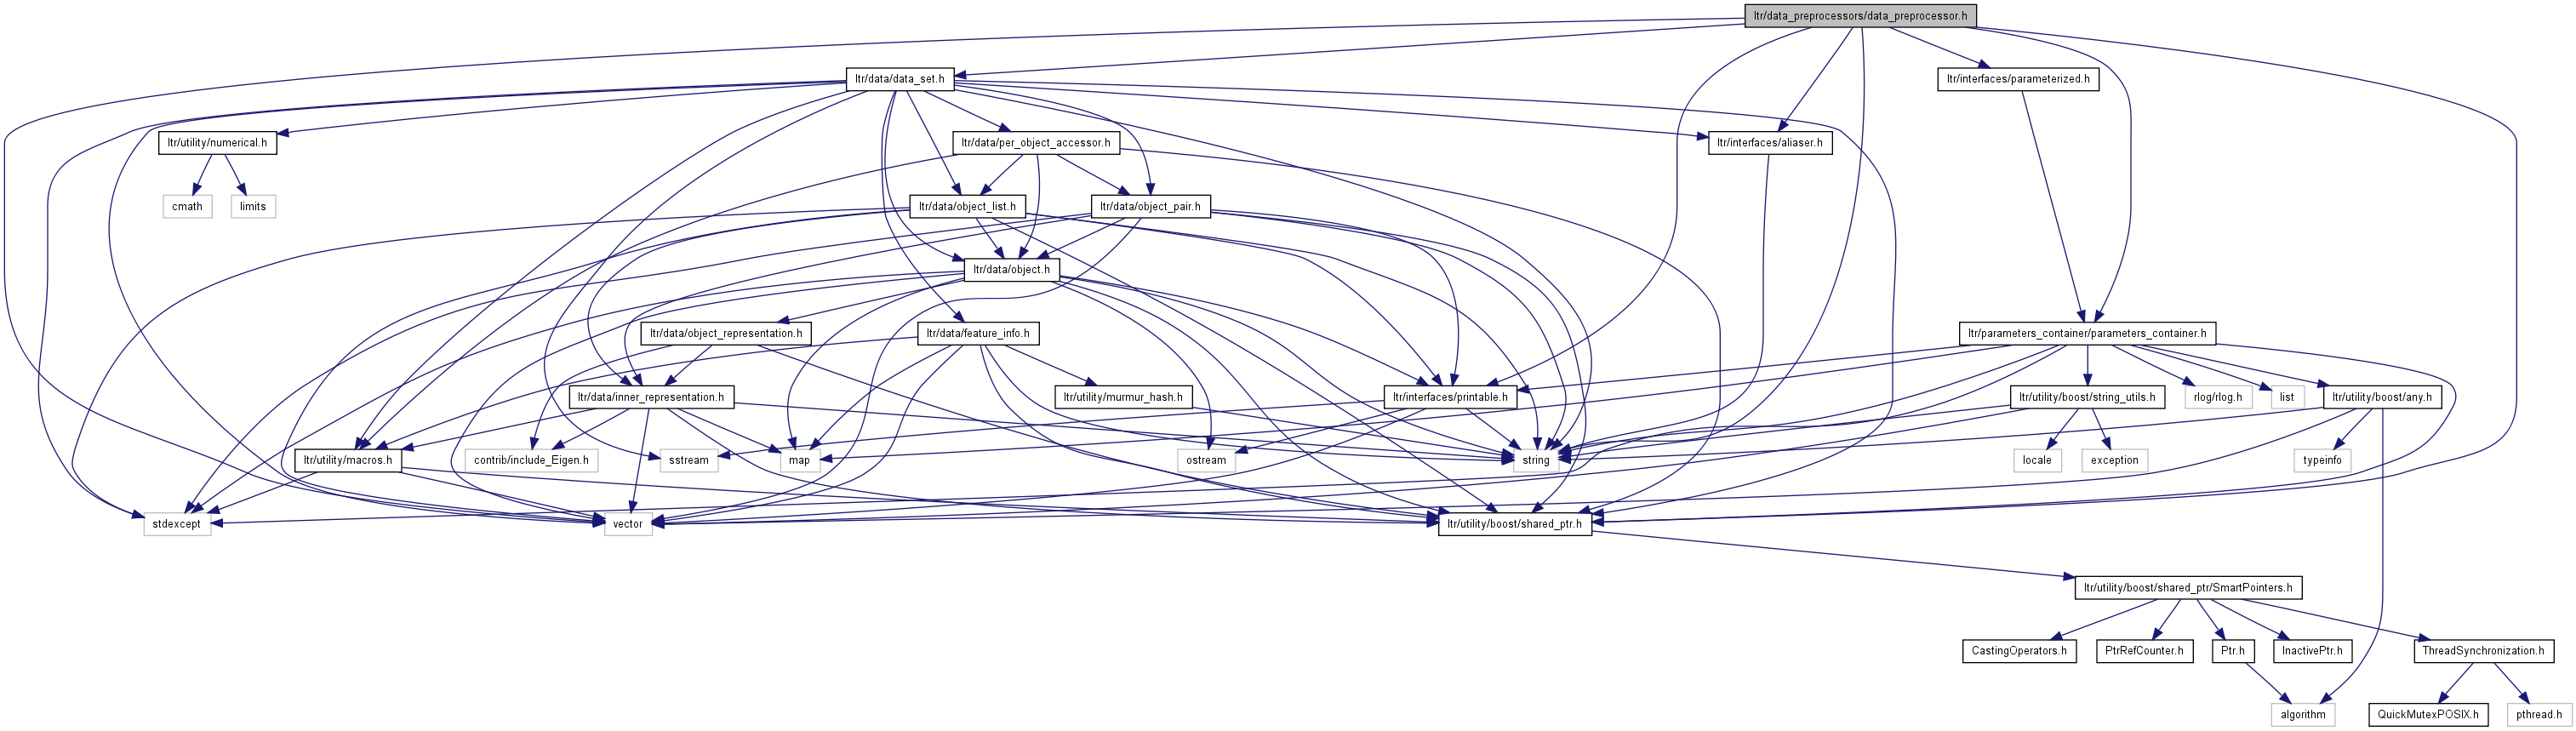 ltr/data_preprocessors/data_preprocessor.h
ltr/data/data_set.h
ltr/interfaces/parameterized.h
ltr/utility/numerical.h
ltr/data/per_object_accessor.h
ltr/interfaces/aliaser.h
cmath
limits
ltr/data/object_list.h
ltr/data/object_pair.h
ltr/data/object.h
ltr/data/object_representation.h
ltr/data/feature_info.h
ltr/parameters_container/parameters_container.h
ltr/data/inner_representation.h
ltr/utility/murmur_hash.h
ltr/interfaces/printable.h
ltr/utility/boost/string_utils.h
rlog/rlog.h
list
ltr/utility/boost/any.h
ltr/utility/macros.h
contrib/include_Eigen.h
sstream
map
ostream
string
locale
exception
typeinfo
stdexcept
vector
ltr/utility/boost/shared_ptr.h
ltr/utility/boost/shared_ptr/SmartPointers.h
CastingOperators.h
PtrRefCounter.h
Ptr.h
InactivePtr.h
ThreadSynchronization.h
algorithm
QuickMutexPOSIX.h
pthread.h